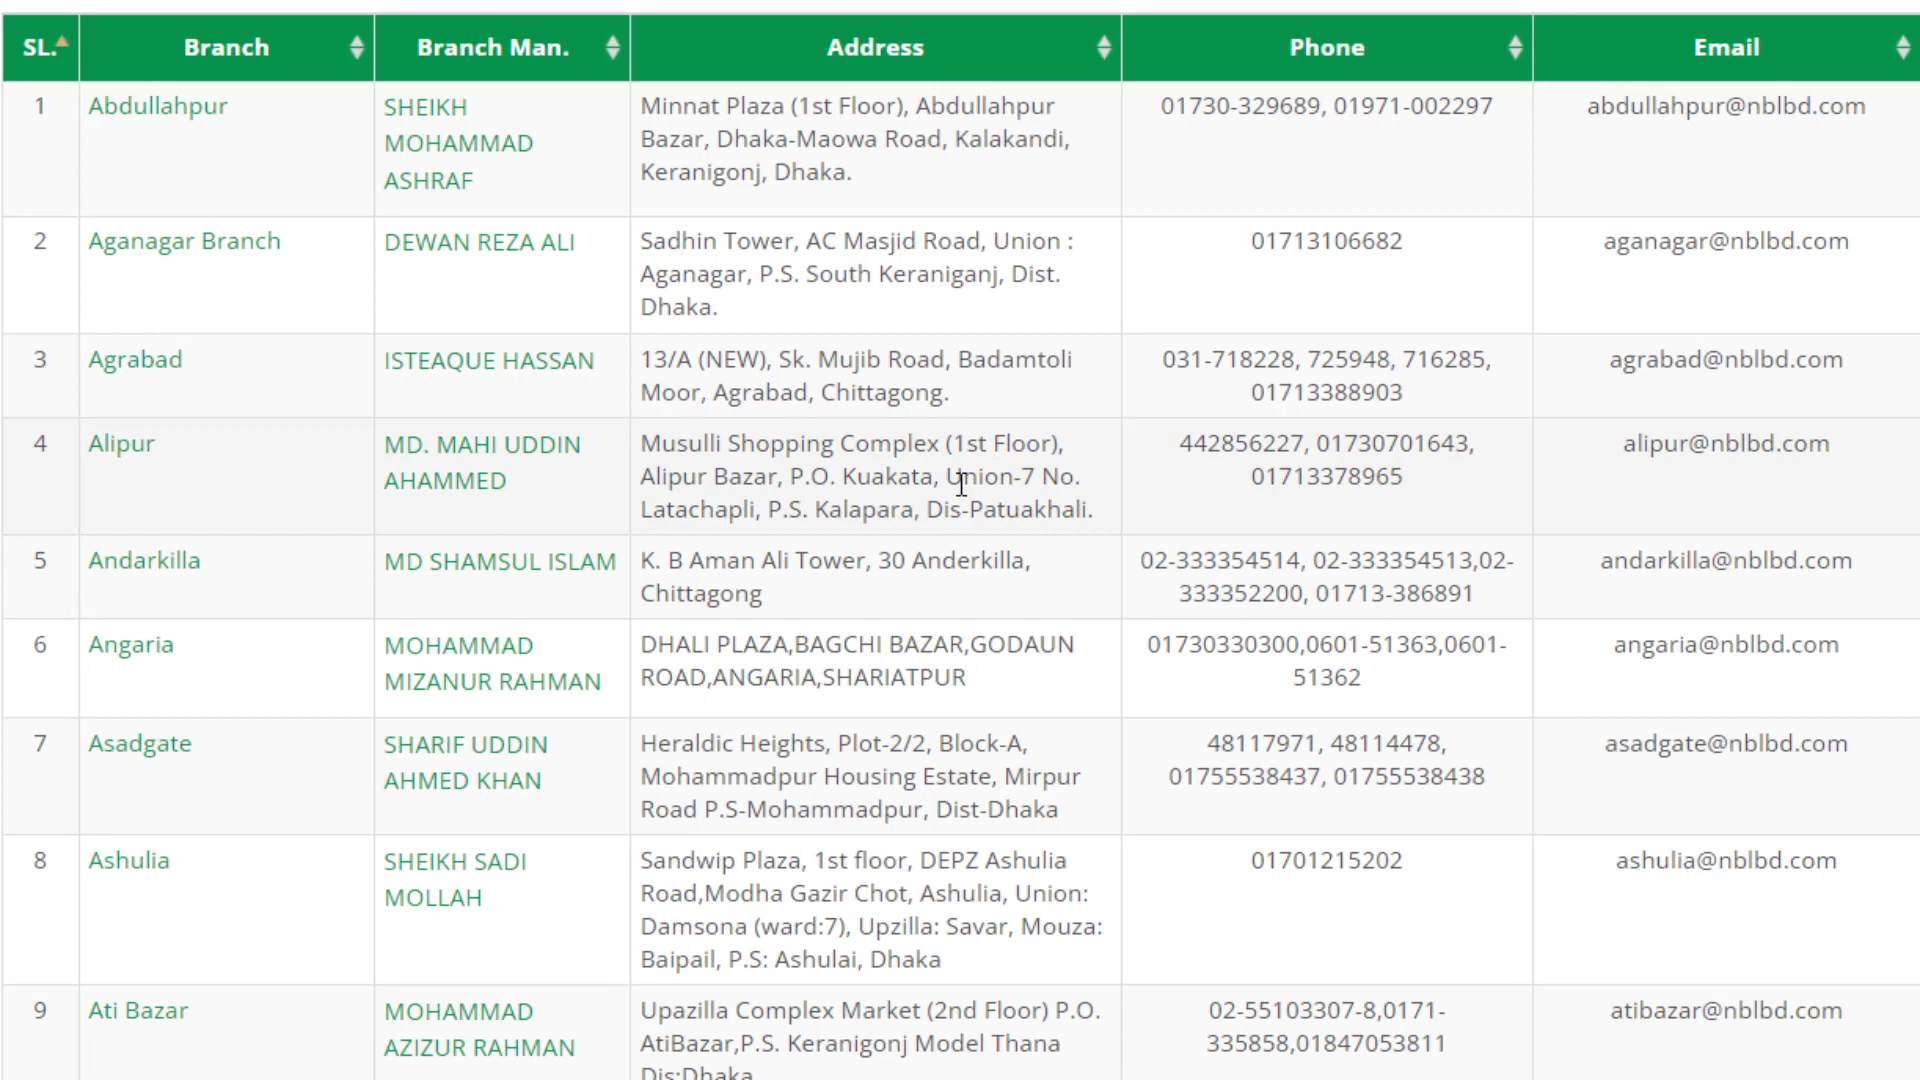 SL. Branch Branch Man. Address Phone Email
1 Abdullahpur SHEIKH MOHAMMAD ASHRAF Minnat Plaza (1st Floor), Abdullahpur 01730-329689, 01971-002297 abdullahpur@nblbd.com
Bazar, Dhaka-Maowa Road, Kalakandi,
Keranigonj, Dhaka.
2 Aganagar Branch DEWAN REZA ALI Sadhin Tower, AC Masjid Road, Union : 01713106682 aganagar@nblbd.com
Aganagar, P.S. South Keraniganj, Dist.
Dhaka.
3 Agrabad ISTEAQUE HASSAN 13/A (NEW), Sk. Mujib Road, Badamtoli 031-718228, 725948, 716285, agrabad@nblbd.com
Moor, Agrabad, Chittagong. 01713388903
4 Alipur MD. MAHI UDDIN Musulli Shopping Complex (1st Floor), 442856227, 01730701643, alipur@nblbd.com
AHAMMED Alipur Bazar, P.O. Kuakata, Union-7 No. 01713378965
Latachapli, P.S. Kalapara, Dis-Patuakhali.
5 Andarkilla MD SHAMSUL ISLAM K. B Aman Ali Tower, 30 Anderkilla, 02-333354514, 02-333354513,02- andarkilla@nblbd.com
Chittagong 333352200, 01713-386891
6 Angaria MOHAMMAD DHALI PLAZA,BAGCHI BAZAR,GODAUN 01730330300,0601-51363,0601- angaria@nblbd.com
MIZANUR RAHMAN ROAD,ANGARIA,SHARIATPUR 51362
7 Asadgate SHARIF UDDIN Heraldic Heights, Plot-2/2, Block-A, 48117971, 48114478, asadgate@nblbd.com
AHMED KHAN Mohammadpur Housing Estate, Mirpur 01755538437, 01755538438
Road P.S-Mohammadpur, Dist-Dhaka
8 Ashulia SHEIKH SADI Sandwip Plaza, 1st floor, DEPZ Ashulia 01701215202 ashulia@nblbd.com
MOLLAH Road,Modha Gazir Chot, Ashulia, Union:
Damsona (ward:7), Upzilla: Savar, Mouza:
Baipail, P.S: Ashulai, Dhaka
9 Ati Bazar MOHAMMAD Upazilla Complex Market (2nd Floor) P.O. 02-55103307-8,0171- atibazar@nblbd.com
AZIZUR RAHMAN AtiBazar,P.S. Keranigonj Model Thana 335858,01847053811
Dis:Dhaka